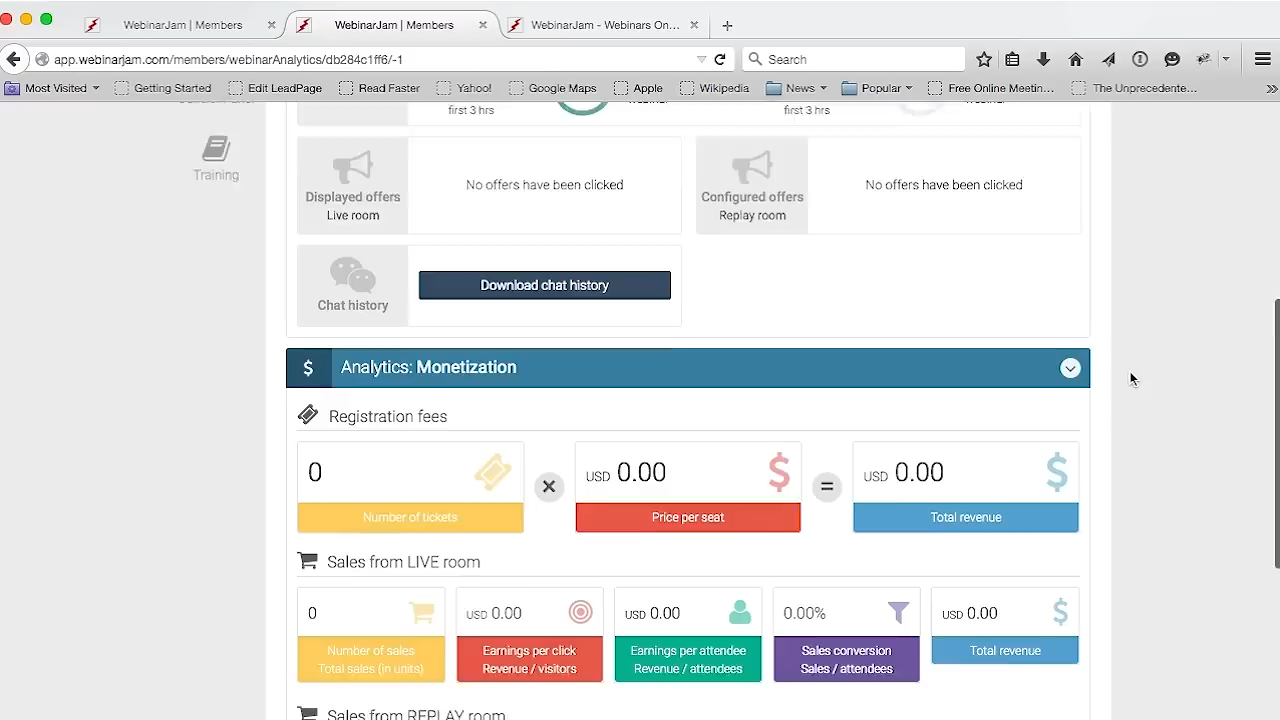 WebinarJam | Members
WebinarJam | Members
WebinarJam - Webinars On...
app.webinarjam.com/members/webinarAnalytics/db284c1ff6/-1
Search
Most Visited
Getting Started
Edit LeadPage
Read Faster
Yahoo!
Google Maps
Apple
Wikipedia
News
Popular
Free Online Meetin...
The Unprecedente...
first 3 hrs
first 3 hrs
Training
Displayed offers
Live room
No offers have been clicked
Configured offers
Replay room
No offers have been clicked
Chat history
Download chat history
$ Analytics: Monetization
Registration fees
0
Number of tickets
×
USD 0.00 $
Price per seat
=
USD 0.00 $
Total revenue
Sales from LIVE room
0
Number of sales
Total sales (in units)
USD 0.00
Earnings per click
Revenue / visitors
USD 0.00
Earnings per attendee
Revenue / attendees
0.00%
Sales conversion
Sales / attendees
USD 0.00 $
Total revenue
Sales from REPLAY room